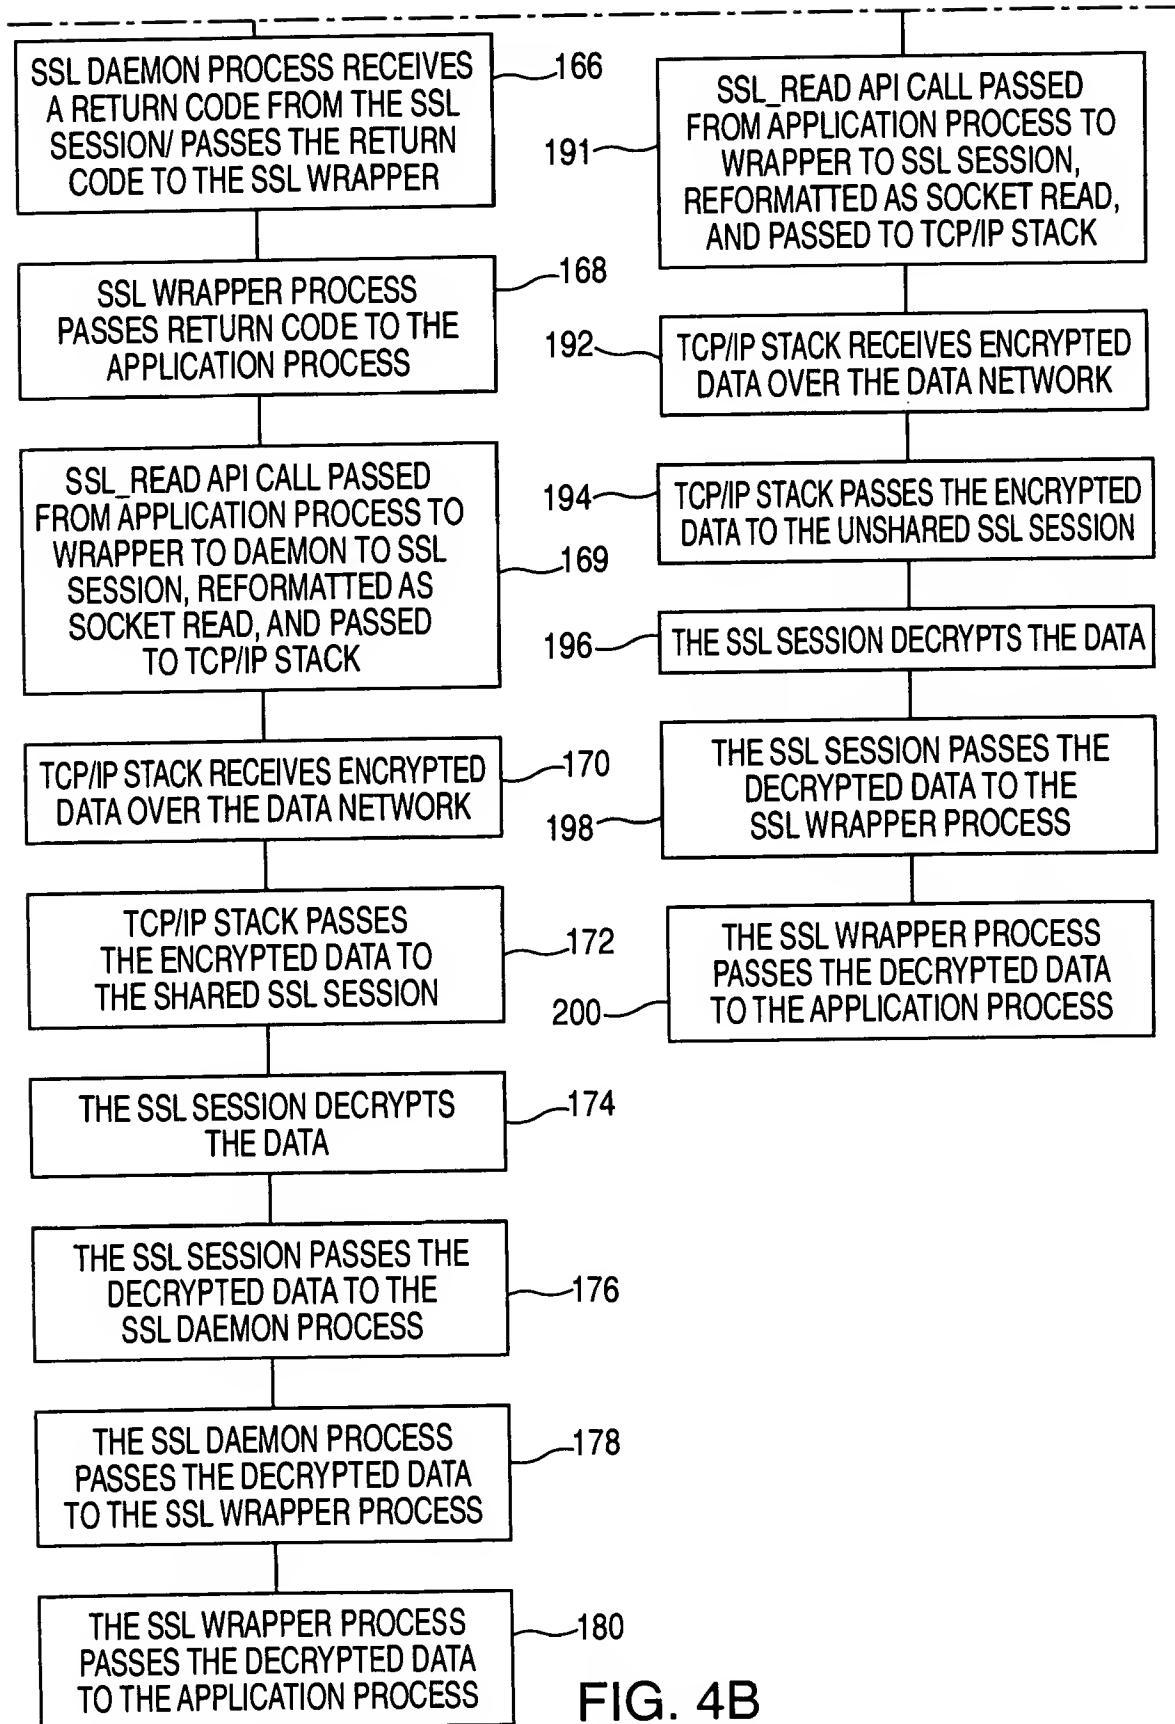 SSL DAEMON PROCESS RECEIVES
A RETURN CODE FROM THE SSL
SESSION/ PASSES THE RETURN
CODE TO THE SSL WRAPPER
166
SSL WRAPPER PROCESS
PASSES RETURN CODE TO THE
APPLICATION PROCESS
168
SSL_READ API CALL PASSED
FROM APPLICATION PROCESS TO
WRAPPER TO DAEMON TO SSL
SESSION, REFORMATTED AS
SOCKET READ, AND PASSED
TO TCP/IP STACK
169
TCP/IP STACK RECEIVES ENCRYPTED
DATA OVER THE DATA NETWORK
170
TCP/IP STACK PASSES
THE ENCRYPTED DATA TO
THE SHARED SSL SESSION
172
THE SSL SESSION DECRYPTS
THE DATA
174
THE SSL SESSION PASSES THE
DECRYPTED DATA TO THE
SSL DAEMON PROCESS
176
THE SSL DAEMON PROCESS
PASSES THE DECRYPTED DATA
TO THE SSL WRAPPER PROCESS
178
THE SSL WRAPPER PROCESS
PASSES THE DECRYPTED DATA
TO THE APPLICATION PROCESS
180
SSL_READ API CALL PASSED
FROM APPLICATION PROCESS TO
WRAPPER TO SSL SESSION,
REFORMATTED AS SOCKET READ,
AND PASSED TO TCP/IP STACK
191
TCP/IP STACK RECEIVES ENCRYPTED
DATA OVER THE DATA NETWORK
192
TCP/IP STACK PASSES THE ENCRYPTED
DATA TO THE UNSHARED SSL SESSION
194
THE SSL SESSION DECRYPTS THE DATA
196
THE SSL SESSION PASSES THE
DECRYPTED DATA TO THE
SSL WRAPPER PROCESS
198
THE SSL WRAPPER PROCESS
PASSES THE DECRYPTED DATA
TO THE APPLICATION PROCESS
200
FIG. 4B